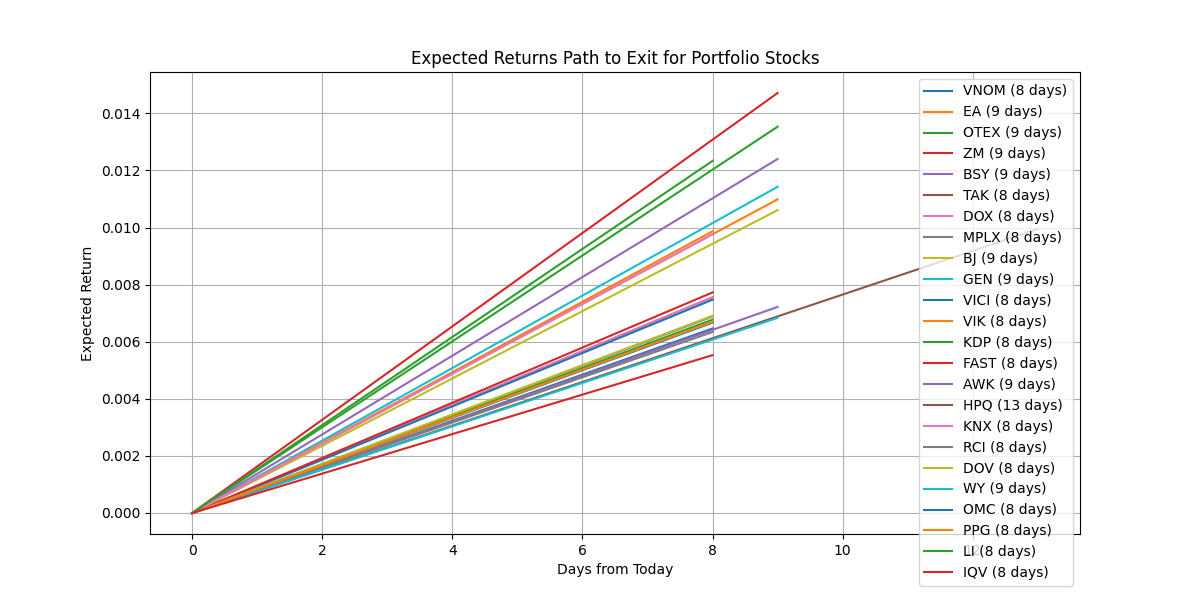 Expected Returns Path to Exit for Portfolio Stocks
Expected Return
0.014
0.012
0.010
0.008
0.006
0.004
0.002
0.000
0 2 4 6 8 10 12
Days from Today
VNOM (8 days)
EA (9 days)
OTEX (9 days)
ZM (9 days)
BSY (9 days)
TAK (8 days)
DOX (8 days)
MPLX (8 days)
BJ (9 days)
GEN (9 days)
VICI (8 days)
VIK (8 days)
KDP (8 days)
FAST (8 days)
AWK (9 days)
HPQ (13 days)
KNX (8 days)
RCI (8 days)
DOV (8 days)
WY (9 days)
OMC (8 days)
PPG (8 days)
LI (8 days)
IQV (8 days)